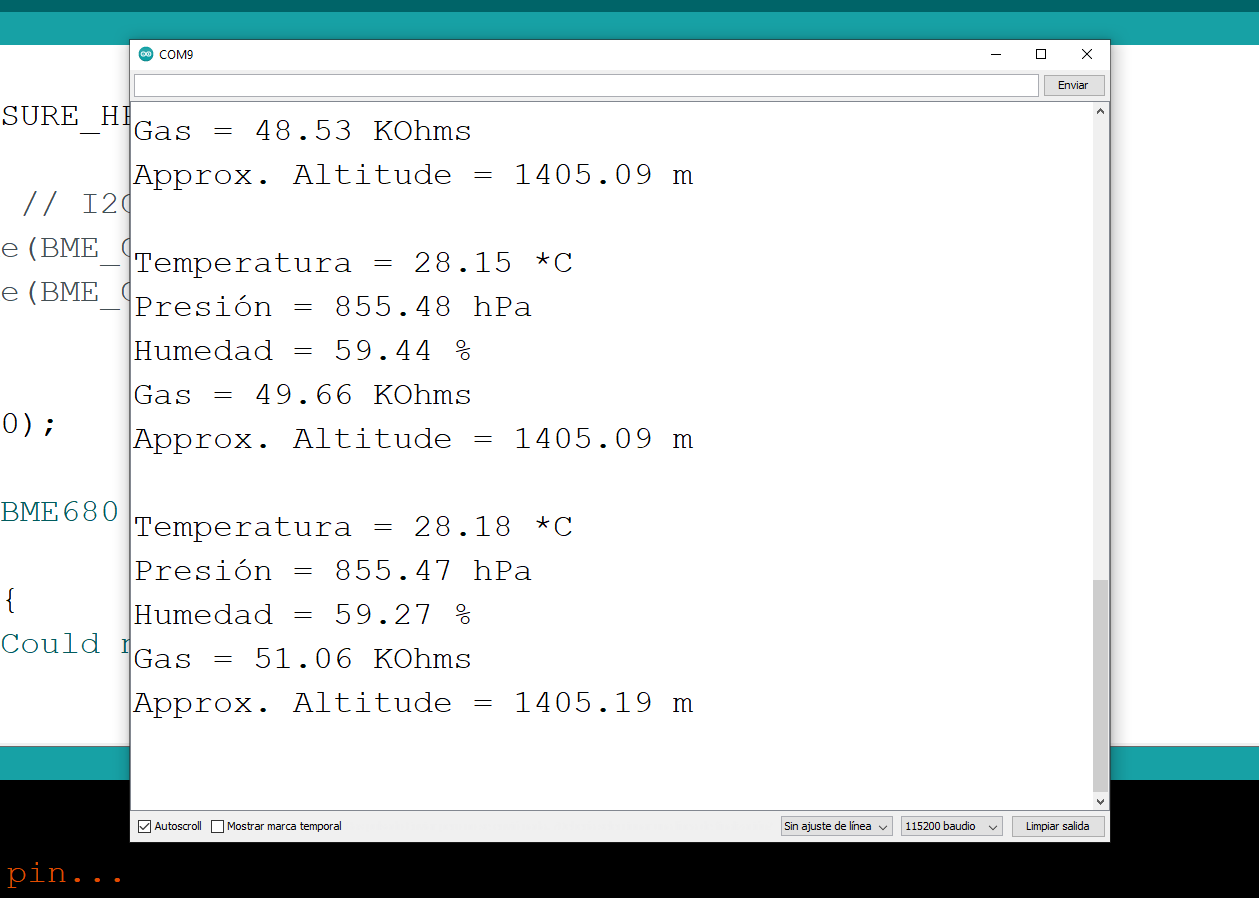 COM9
Enviar
Gas = 48.53 KOhms
Approx. Altitude = 1405.09 m
Temperatura = 28.15 *C
Presión = 855.48 hPa
Humedad = 59.44 %
Gas = 49.66 KOhms
Approx. Altitude = 1405.09 m
Temperatura = 28.18 *C
Presión = 855.47 hPa
Humedad = 59.27 %
Gas = 51.06 KOhms
Approx. Altitude = 1405.19 m
Autoscroll Mostrar marca temporal Sin ajuste de línea 115200 baudio Limpiar salida
// I2C
e(BME_
e(BME_
0);
BME680
{
Could
pin...